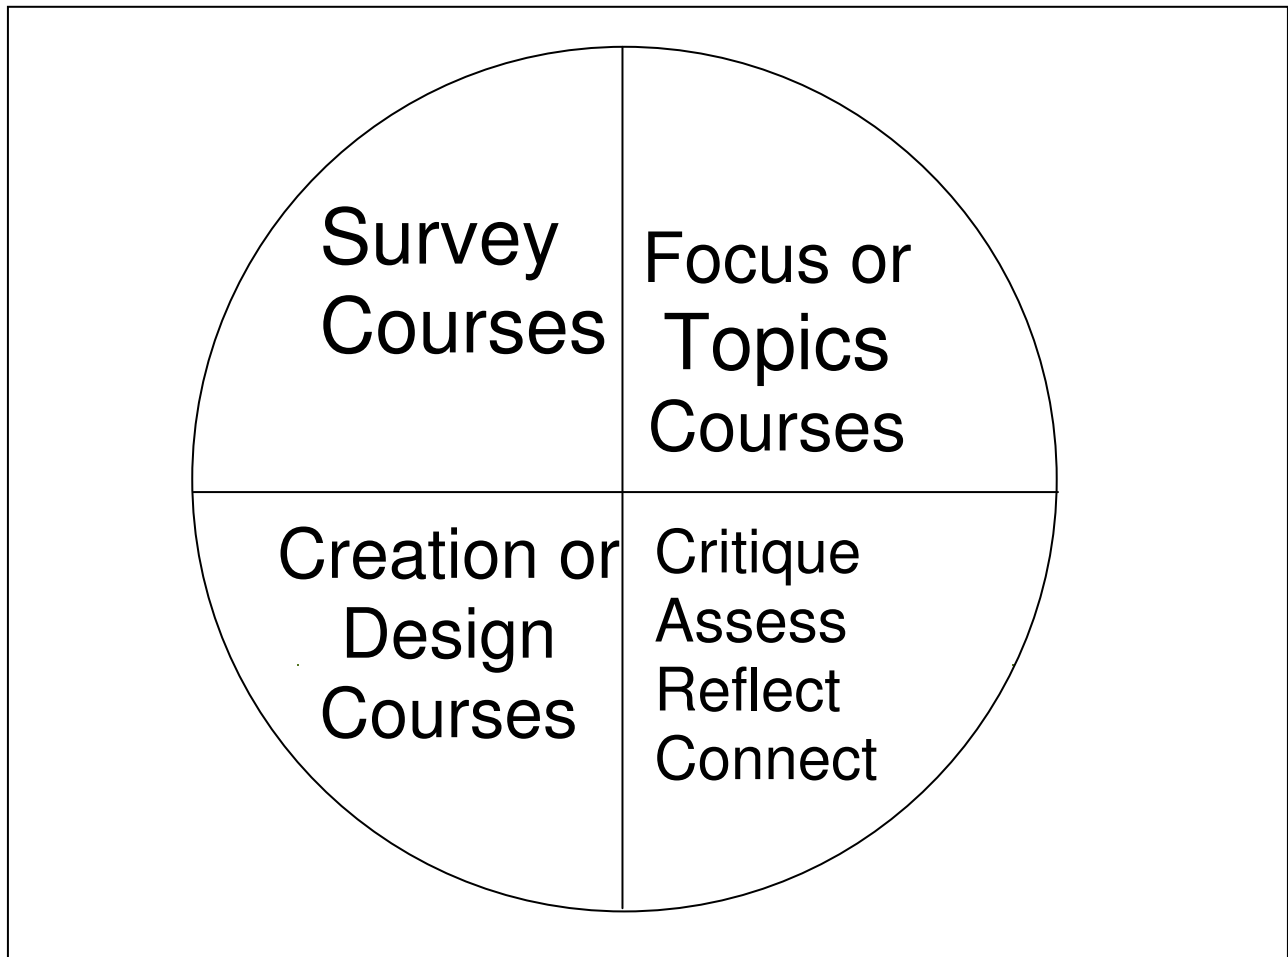 Survey
Courses
Focus or
Topics
Courses
Creation or
Design
Courses
Critique
Assess
Reflect
Connect